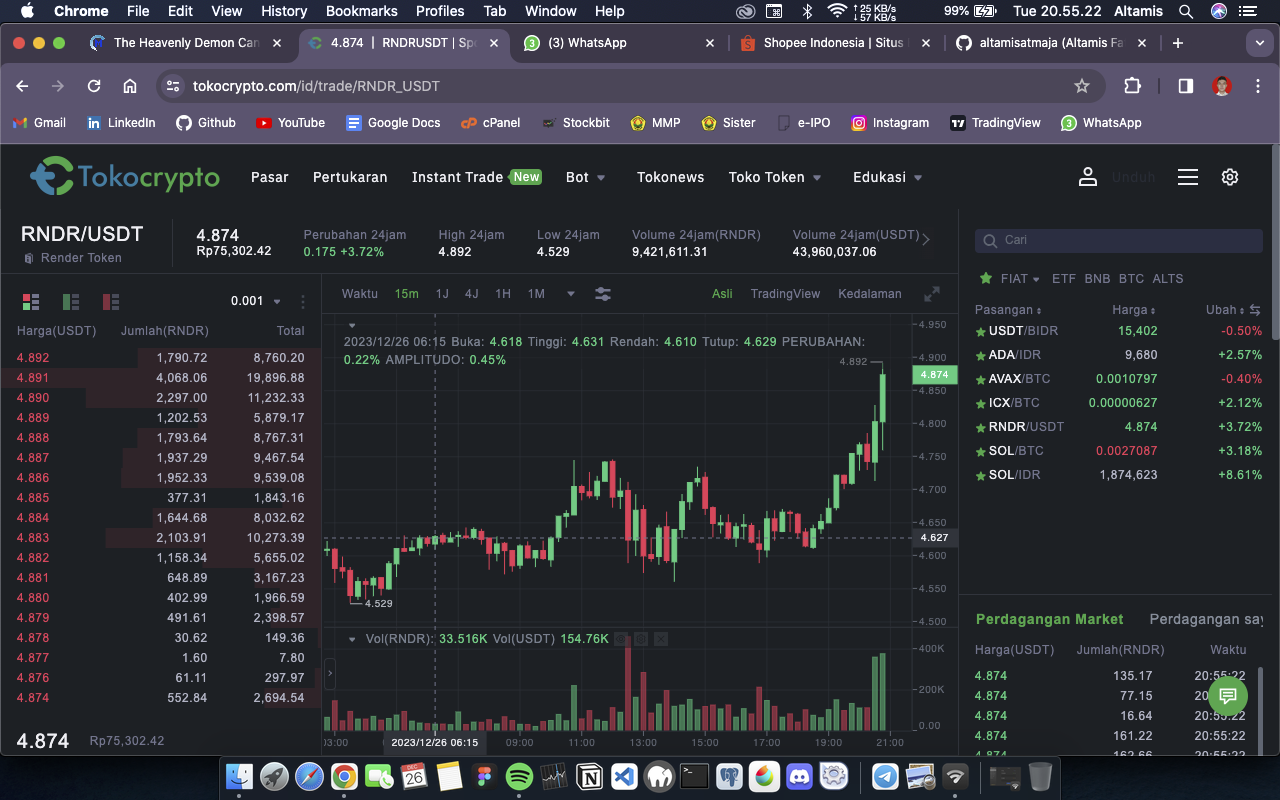 Chrome File Edit View History Bookmarks Profiles Tab Window Help 25 KB/s 57 KB/s 99% Tue 20.55.22 Altamis
The Heavenly Demon Can
4.874 | RNDRUSDT | Sp
(3) WhatsApp
Shopee Indonesia | Situs
altamisatmaja (Altamis Fa
tokocrypto.com/id/trade/RNDR_USDT
Gmail LinkedIn Github YouTube Google Docs cPanel Stockbit MMP Sister e-IPO Instagram TradingView WhatsApp
Tokocrypto Pasar Pertukaran Instant Trade New Bot Tokonews Toko Token Edukasi Unduh
RNDR/USDT
Render Token
4.874
Rp75,302.42
Perubahan 24jam
0.175 +3.72%
High 24jam
4.892
Low 24jam
4.529
Volume 24jam(RNDR)
9,421,611.31
Volume 24jam(USDT)
43,960,037.06
0.001
Harga(USDT) Jumlah(RNDR) Total
4.892 1,790.72 8,760.20
4.891 4,068.06 19,896.88
4.890 2,297.00 11,232.33
4.889 1,202.53 5,879.17
4.888 1,793.64 8,767.31
4.887 1,937.29 9,467.54
4.886 1,952.33 9,539.08
4.885 377.31 1,843.16
4.884 1,644.68 8,032.62
4.883 2,103.91 10,273.39
4.882 1,158.34 5,655.02
4.881 648.89 3,167.23
4.880 402.99 1,966.59
4.879 491.61 2,398.57
4.878 30.62 149.36
4.877 1.60 7.80
4.876 61.11 297.97
4.874 552.84 2,694.54
4.874 Rp75,302.42
Waktu 15m 1J 4J 1H 1M Asli TradingView Kedalaman
2023/12/26 06:15 Buka: 4.618 Tinggi: 4.631 Rendah: 4.610 Tutup: 4.629 PERUBAHAN:
0.22% AMPLITUDO: 0.45%
4.892
4.529
4.950
4.900
4.874
4.850
4.800
4.750
4.700
4.650
4.627
4.600
4.550
4.500
Vol(RNDR): 33.516K Vol(USDT) 154.76K
400K
200K
0.00
03:00 2023/12/26 06:15 09:00 11:00 13:00 15:00 17:00 19:00 21:00
Cari
FIAT ETF BNB BTC ALTS
Pasangan Harga Ubah
USDT/BIDR 15,402 -0.50%
ADA/IDR 9,680 +2.57%
AVAX/BTC 0.0010797 -0.40%
ICX/BTC 0.00000627 +2.12%
RNDR/USDT 4.874 +3.72%
SOL/BTC 0.0027087 +3.18%
SOL/IDR 1,874,623 +8.61%
Perdagangan Market Perdagangan say
Harga(USDT) Jumlah(RNDR) Waktu
4.874 135.17 20:55:22
4.874 77.15 20:55:22
4.874 16.64 20:55:22
4.874 161.22 20:55:22
4.874 162.66 20:55:22
DEC
26